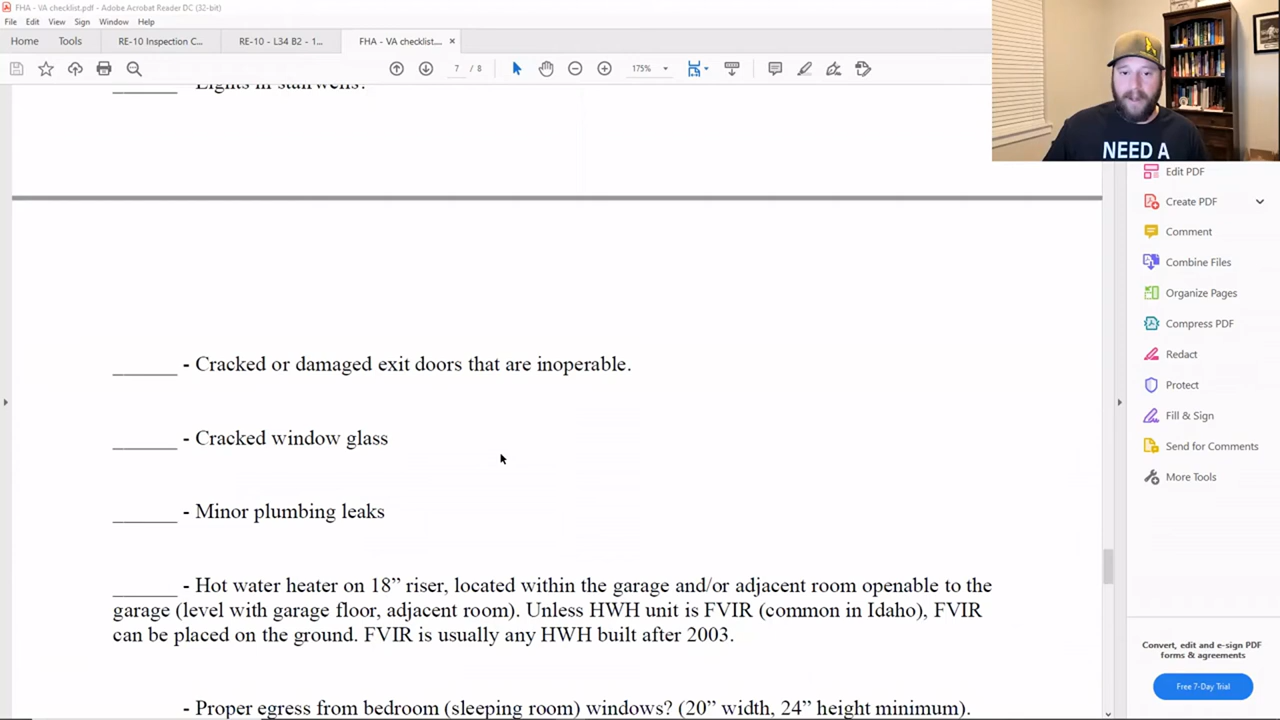 FHA - VA checklist.pdf - Adobe Acrobat Reader DC (32-bit)
File Edit View Sign Window Help
Home Tools RE-10 Inspection C... RE-10 - L34 B2 - 1... FHA - VA checklist.... ×
/ 8 175%
______ - Lights in stairwells?
______ - Cracked or damaged exit doors that are inoperable.
______ - Cracked window glass
______ - Minor plumbing leaks
______ - Hot water heater on 18” riser, located within the garage and/or adjacent room openable to the
garage (level with garage floor, adjacent room). Unless HWH unit is FVIR (common in Idaho), FVIR
can be placed on the ground. FVIR is usually any HWH built after 2003.
- Proper egress from bedroom (sleeping room) windows? (20” width, 24” height minimum).
NEED A
Edit PDF
Create PDF
Comment
Combine Files
Organize Pages
Compress PDF
Redact
Protect
Fill & Sign
Send for Comments
More Tools
Convert, edit and e-sign PDF
forms & agreements
Free 7-Day Trial